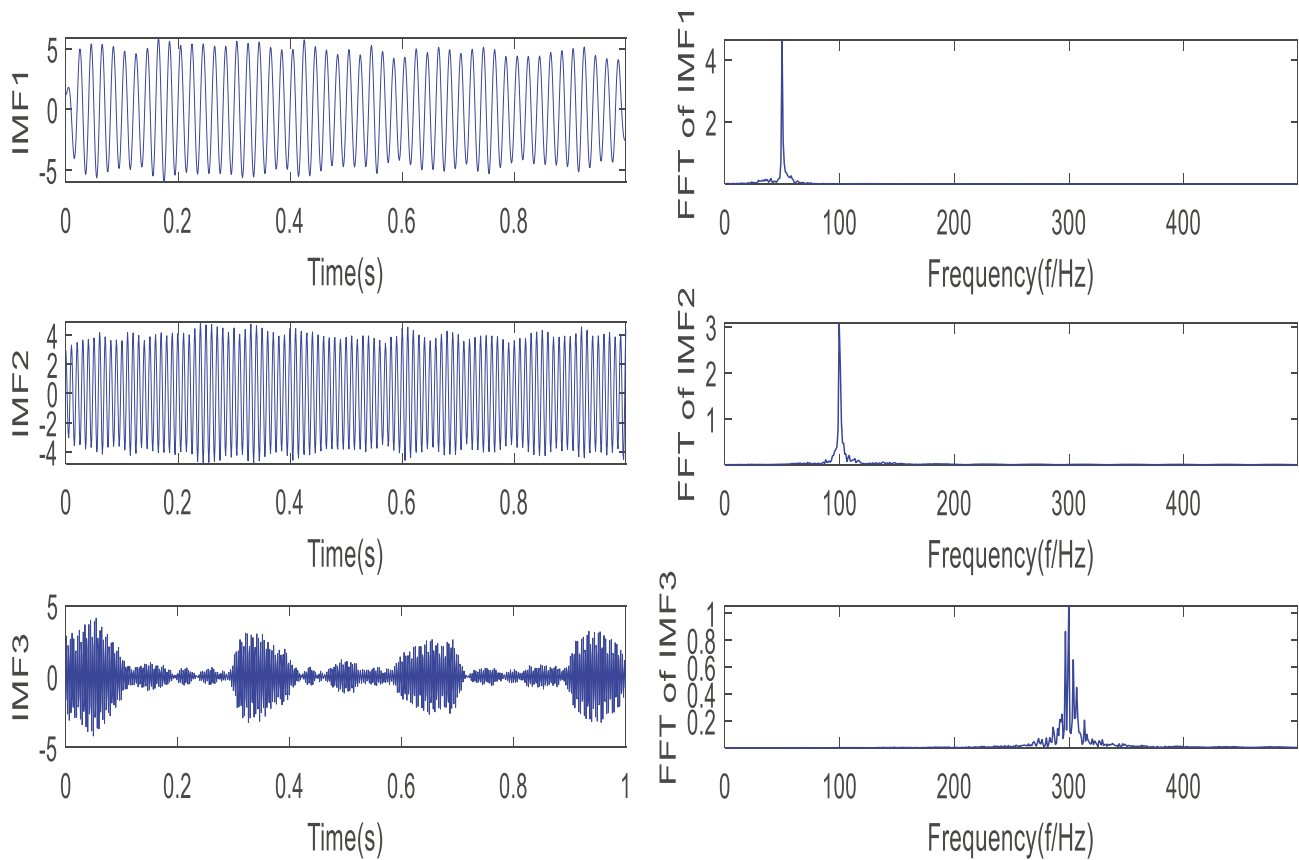 IMF1
5
0
-5
0 0.2 0.4 0.6 0.8
Time(s)
FFT of IMF1
4
2
0 100 200 300 400
Frequency(f/Hz)
IMF2
4
2
0
-2
-4
0 0.2 0.4 0.6 0.8
Time(s)
FFT of IMF2
3
2
1
0 100 200 300 400
Frequency(f/Hz)
IMF3
5
0
-5
0 0.2 0.4 0.6 0.8 1
Time(s)
FFT of IMF3
1
0.8
0.6
0.4
0.2
0 100 200 300 400
Frequency(f/Hz)